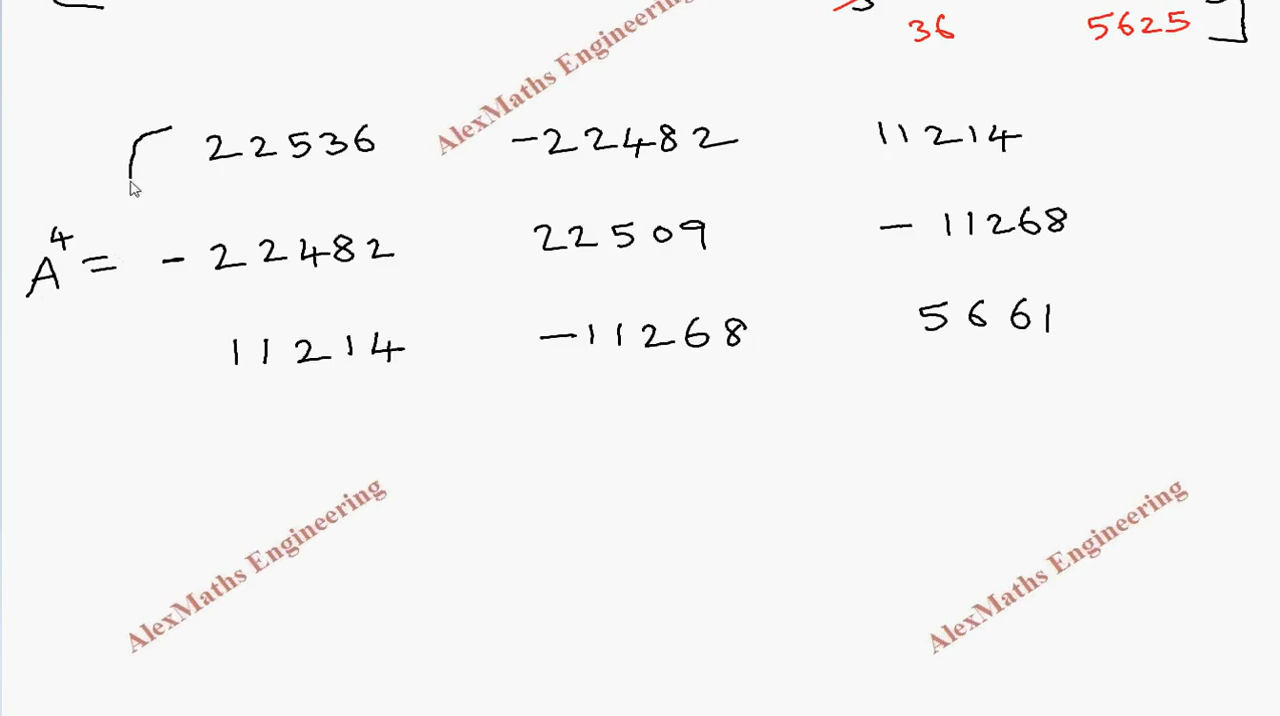 36 5625
AlexMaths Engineering
22536 -22482 11214
A⁴ = -22482 22509 -11268
11214 -11268 5661
AlexMaths Engineering
AlexMaths Engineering